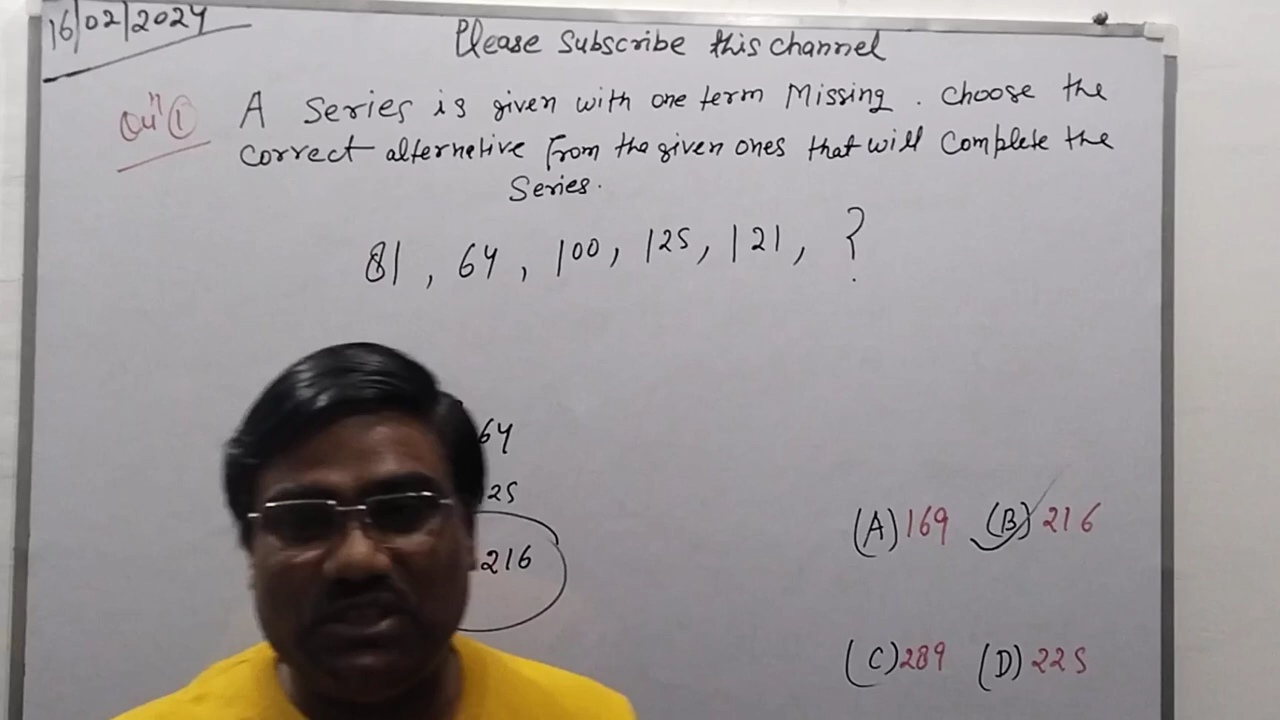 16/02/2024
Please Subscribe this channel
Qu'n ① A Series is given with one term Missing. choose the
correct alternetive From the given ones that will Complete the
Series.
81, 64, 100, 125, 121, ?
64
25
216
(A) 169 (B) 216
(C) 289 (D) 225